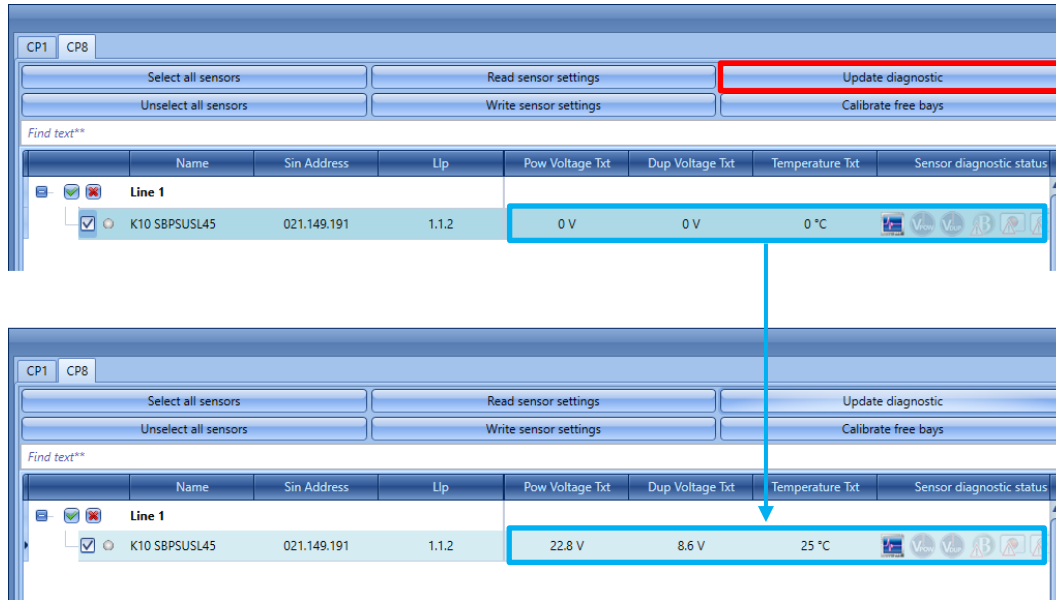 CP1 CP8
Select all sensors Read sensor settings Update diagnostic
Unselect all sensors Write sensor settings Calibrate free bays
Find text**
Name Sin Address Llp Pow Voltage Txt Dup Voltage Txt Temperature Txt Sensor diagnostic status
Line 1
K10 SBPSUSL45 021.149.191 1.1.2 0 V 0 V 0 °C Vpow Vdup B
CP1 CP8
Select all sensors Read sensor settings Update diagnostic
Unselect all sensors Write sensor settings Calibrate free bays
Find text**
Name Sin Address Llp Pow Voltage Txt Dup Voltage Txt Temperature Txt Sensor diagnostic status
Line 1
K10 SBPSUSL45 021.149.191 1.1.2 22.8 V 8.6 V 25 °C Vpow Vdup B